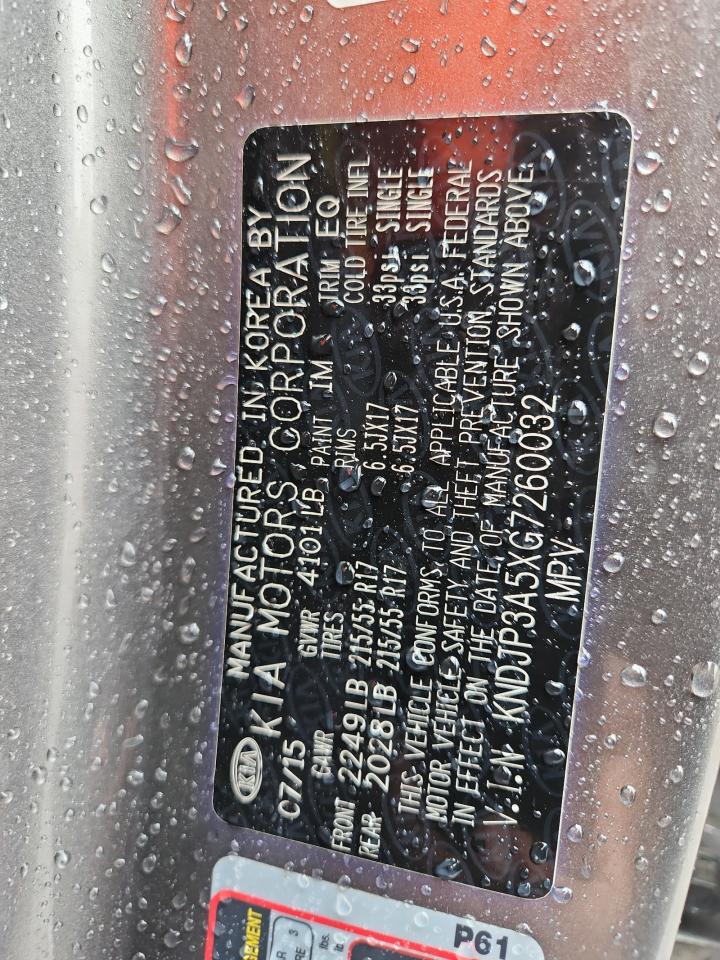 MANUFACTURED IN KOREA BY
KIA KIA MOTORS CORPORATION
07/15 GVWR 4101LB PAINT IM TRIM EQ
GAWR TIRES RIMS COLD TIRE INFL
FRONT 2249LB 215/55 R17 6.5JX17 33psi SINGLE
REAR 2028LB 215/55 R17 6.5JX17 33psi SINGLE
THIS VEHICLE CONFORMS TO ALL APPLICABLE U.S.A. FEDERAL
MOTOR VEHICLE SAFETY AND THEFT PREVENTION STANDARDS
IN EFFECT ON THE DATE OF MANUFACTURE SHOWN ABOVE.
V.I.N KNDJP3A5XG7260032
MPV
P61